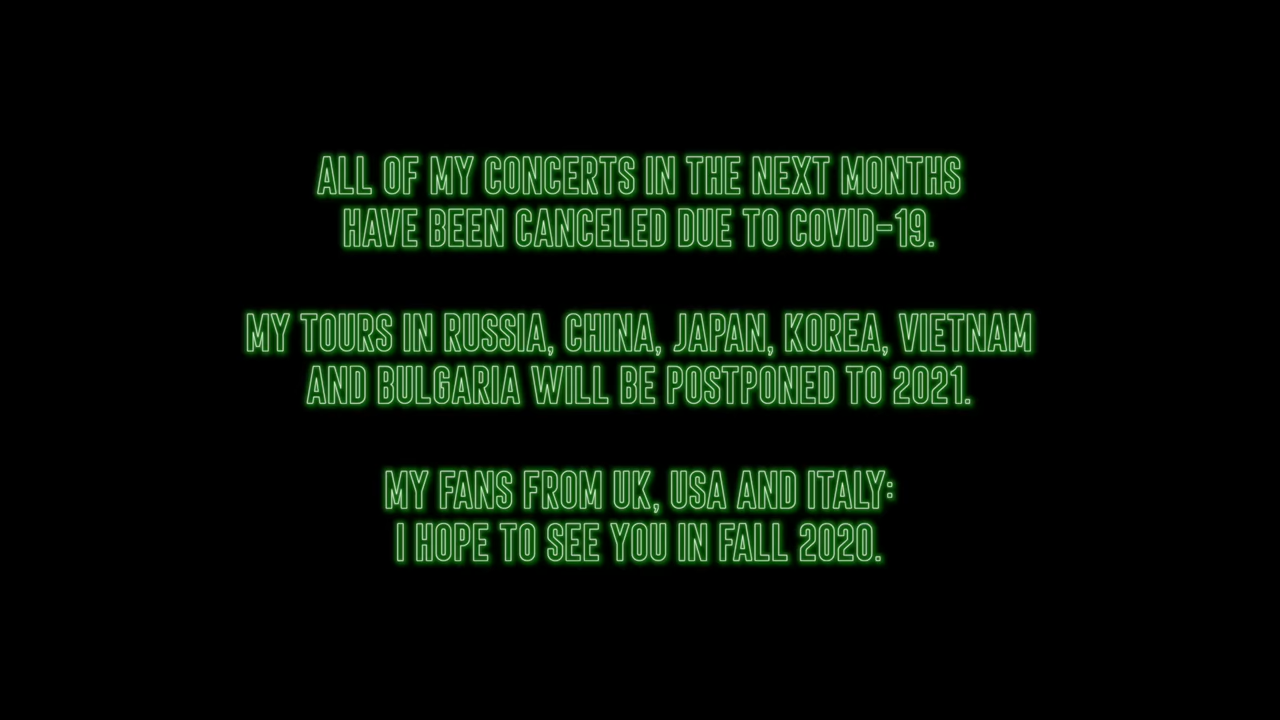 ALL OF MY CONCERTS IN THE NEXT MONTHS
HAVE BEEN CANCELED DUE TO COVID-19.
MY TOURS IN RUSSIA, CHINA, JAPAN, KOREA, VIETNAM
AND BULGARIA WILL BE POSTPONED TO 2021.
MY FANS FROM UK, USA AND ITALY:
I HOPE TO SEE YOU IN FALL 2020.